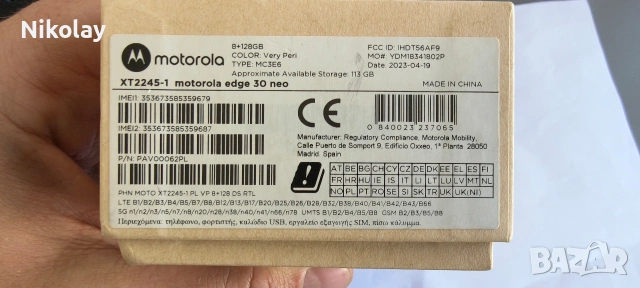 Nikolay
motorola
8+128GB
COLOR: Very Peri
TYPE: MC3E6
Approximate Available Storage: 113 GB
FCC ID: IHDT56AF9
MO#: YDM18341802P
DATE: 2023-04-19
MADE IN CHINA
XT2245-1 motorola edge 30 neo
IMEI1: 353673585359679
IMEI2: 353673585359687
P/N: PAV00062PL
CE
0 840023 237065
Manufacturer: Regulatory Compliance, Motorola Mobility,
Calle Puerto de Somport 9, Edificio Oxxeo, 1ª Planta, 28050
Madrid, Spain
AT BE BG CH CY CZ DE DK EE EL ES FI
FR HR HU IE IS IT LI LT LU LV MT NL
NO PL PT RO SE SI SK TR UK UK(NI)
PHN MOTO XT2245-1 PL VP 8+128 DS RTL
LTE B1/B2/B3/B4/B5/B7/B8/B12/B17/B20/B25/B26/B28/B32/B38/B40/B41/B42/B43/B66
5G n1/n2/n3/n5/n7/n8/n20/n28/n38/n40/n41/n66/n78 UMTS B1/B2/B4/B5/B8 GSM B2/B3/B5/B8
Περιεχόμενα: τηλέφωνο, φορτιστής, καλώδιο USB, εργαλείο εξαγωγής SIM, πίσω κάλυμμα.
BAZAR